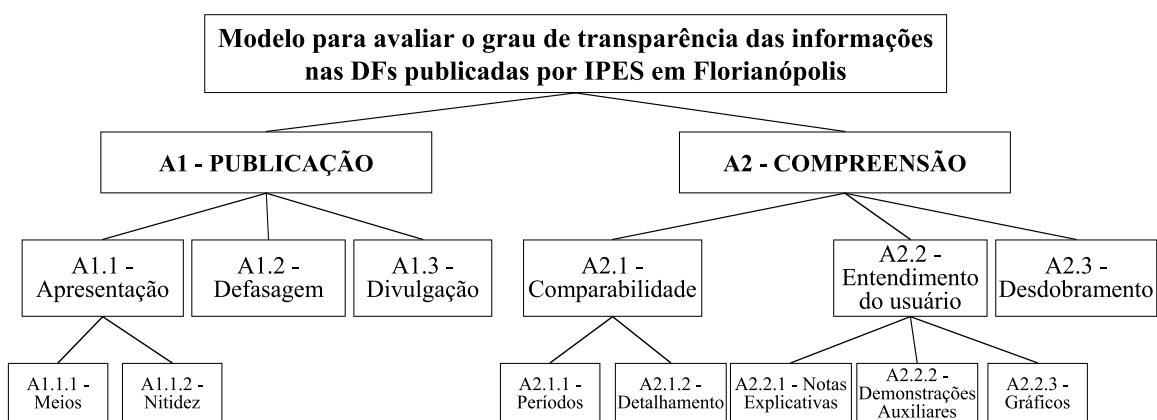 Modelo para avaliar o grau de transparência das informações
nas DFs publicadas por IPES em Florianópolis
A1 - PUBLICAÇÃO
A2 - COMPREENSÃO
A1.1 -
Apresentação
A1.2 -
Defasagem
A1.3 -
Divulgação
A2.1 -
Comparabilidade
A2.2 -
Entendimento
do usuário
A2.3 -
Desdobramento
A1.1.1 -
Meios
A1.1.2 -
Nitidez
A2.1.1 -
Períodos
A2.1.2 -
Detalhamento
A2.2.1 - Notas
Explicativas
A2.2.2 -
Demonstrações
Auxiliares
A2.2.3 -
Gráficos